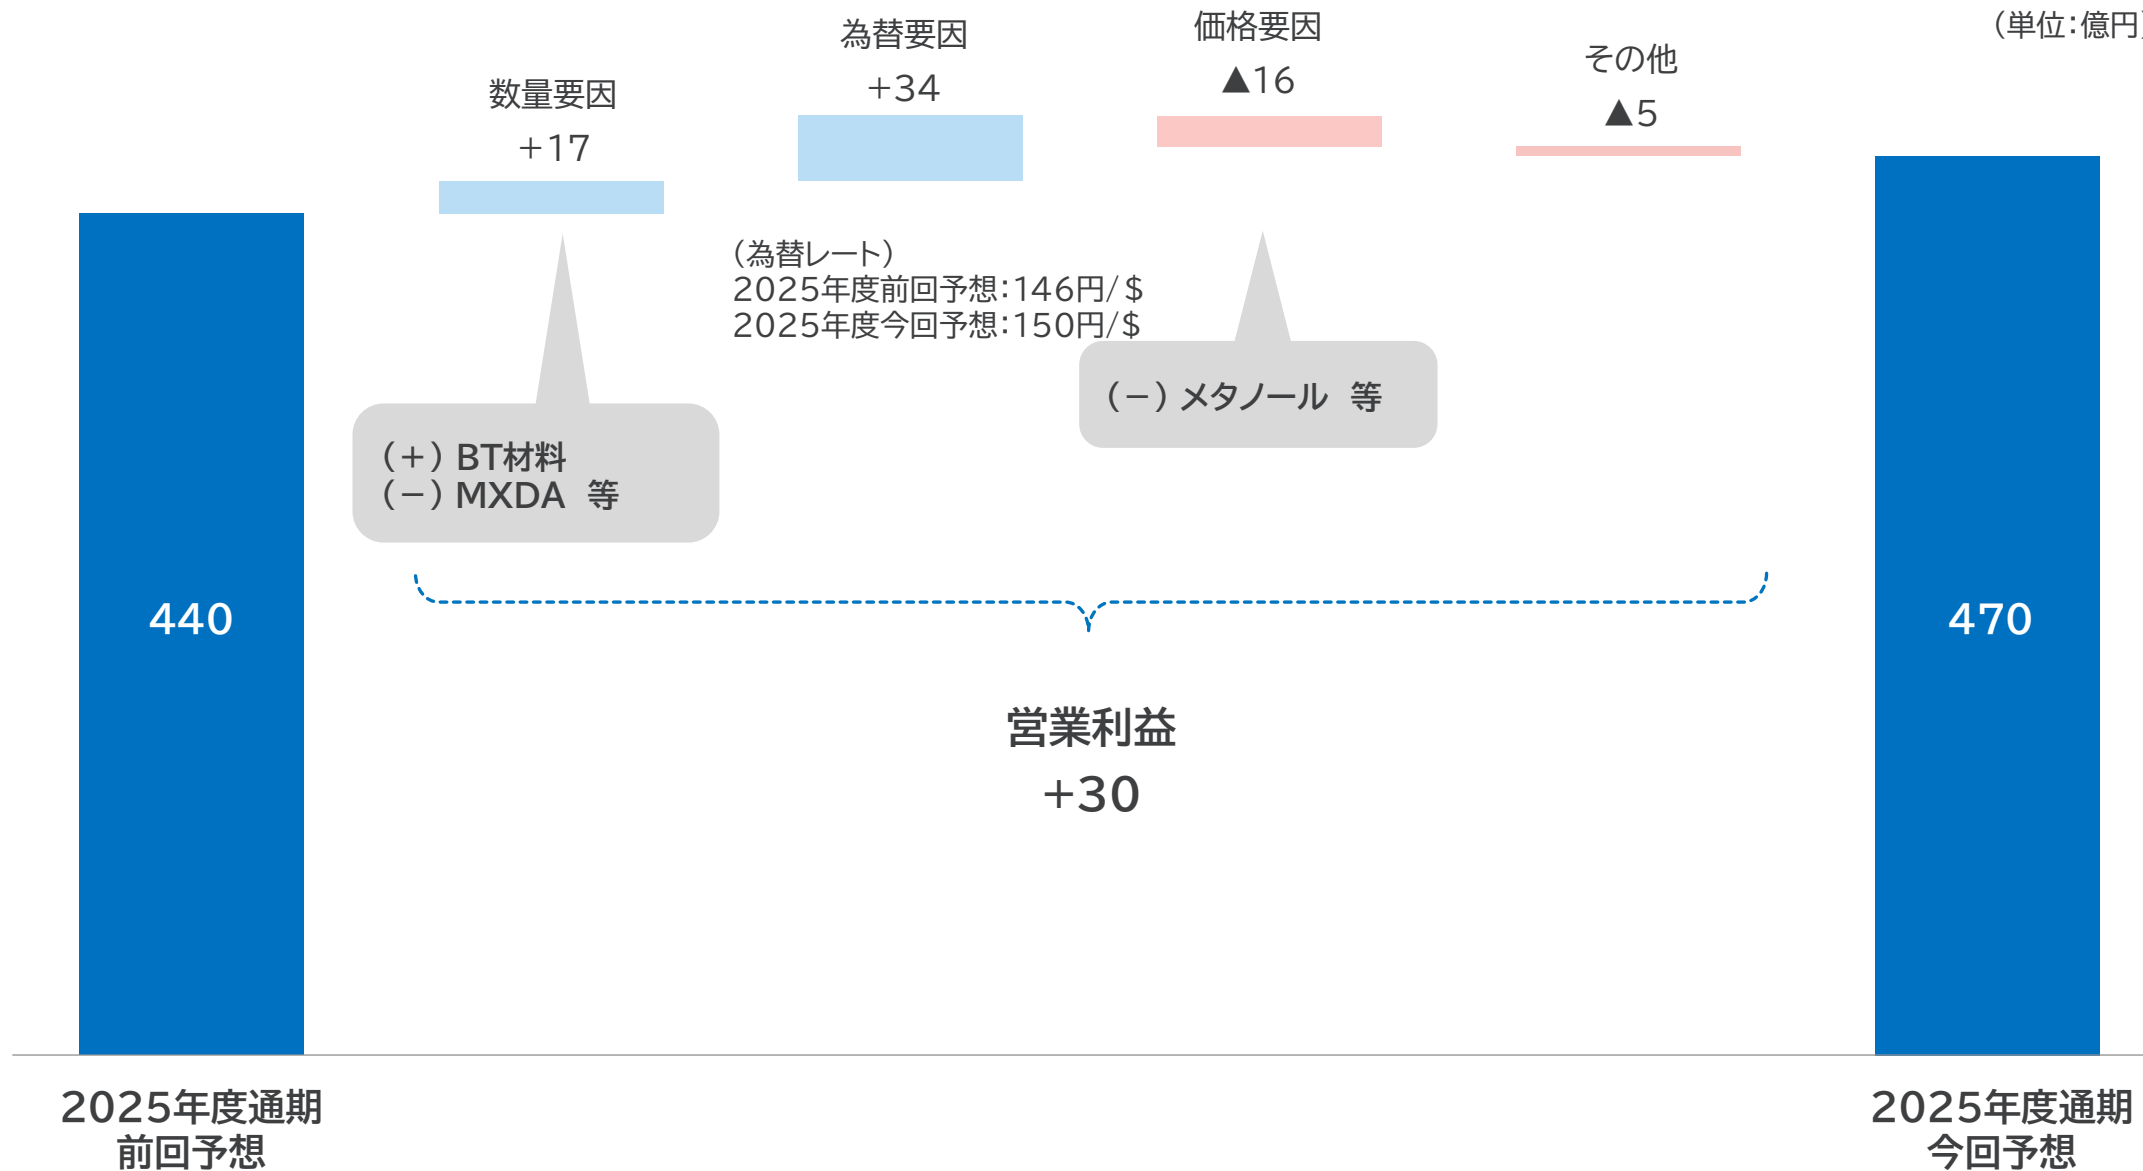 （単位：億円）
数量要因
＋17
為替要因
＋34
価格要因
▲16
その他
▲5
（為替レート）
2025年度前回予想：146円/＄
2025年度今回予想：150円/＄
（＋）BT材料
（－）MXDA　等
（－）メタノール　等
440
470
営業利益
＋30
2025年度通期
前回予想
2025年度通期
今回予想